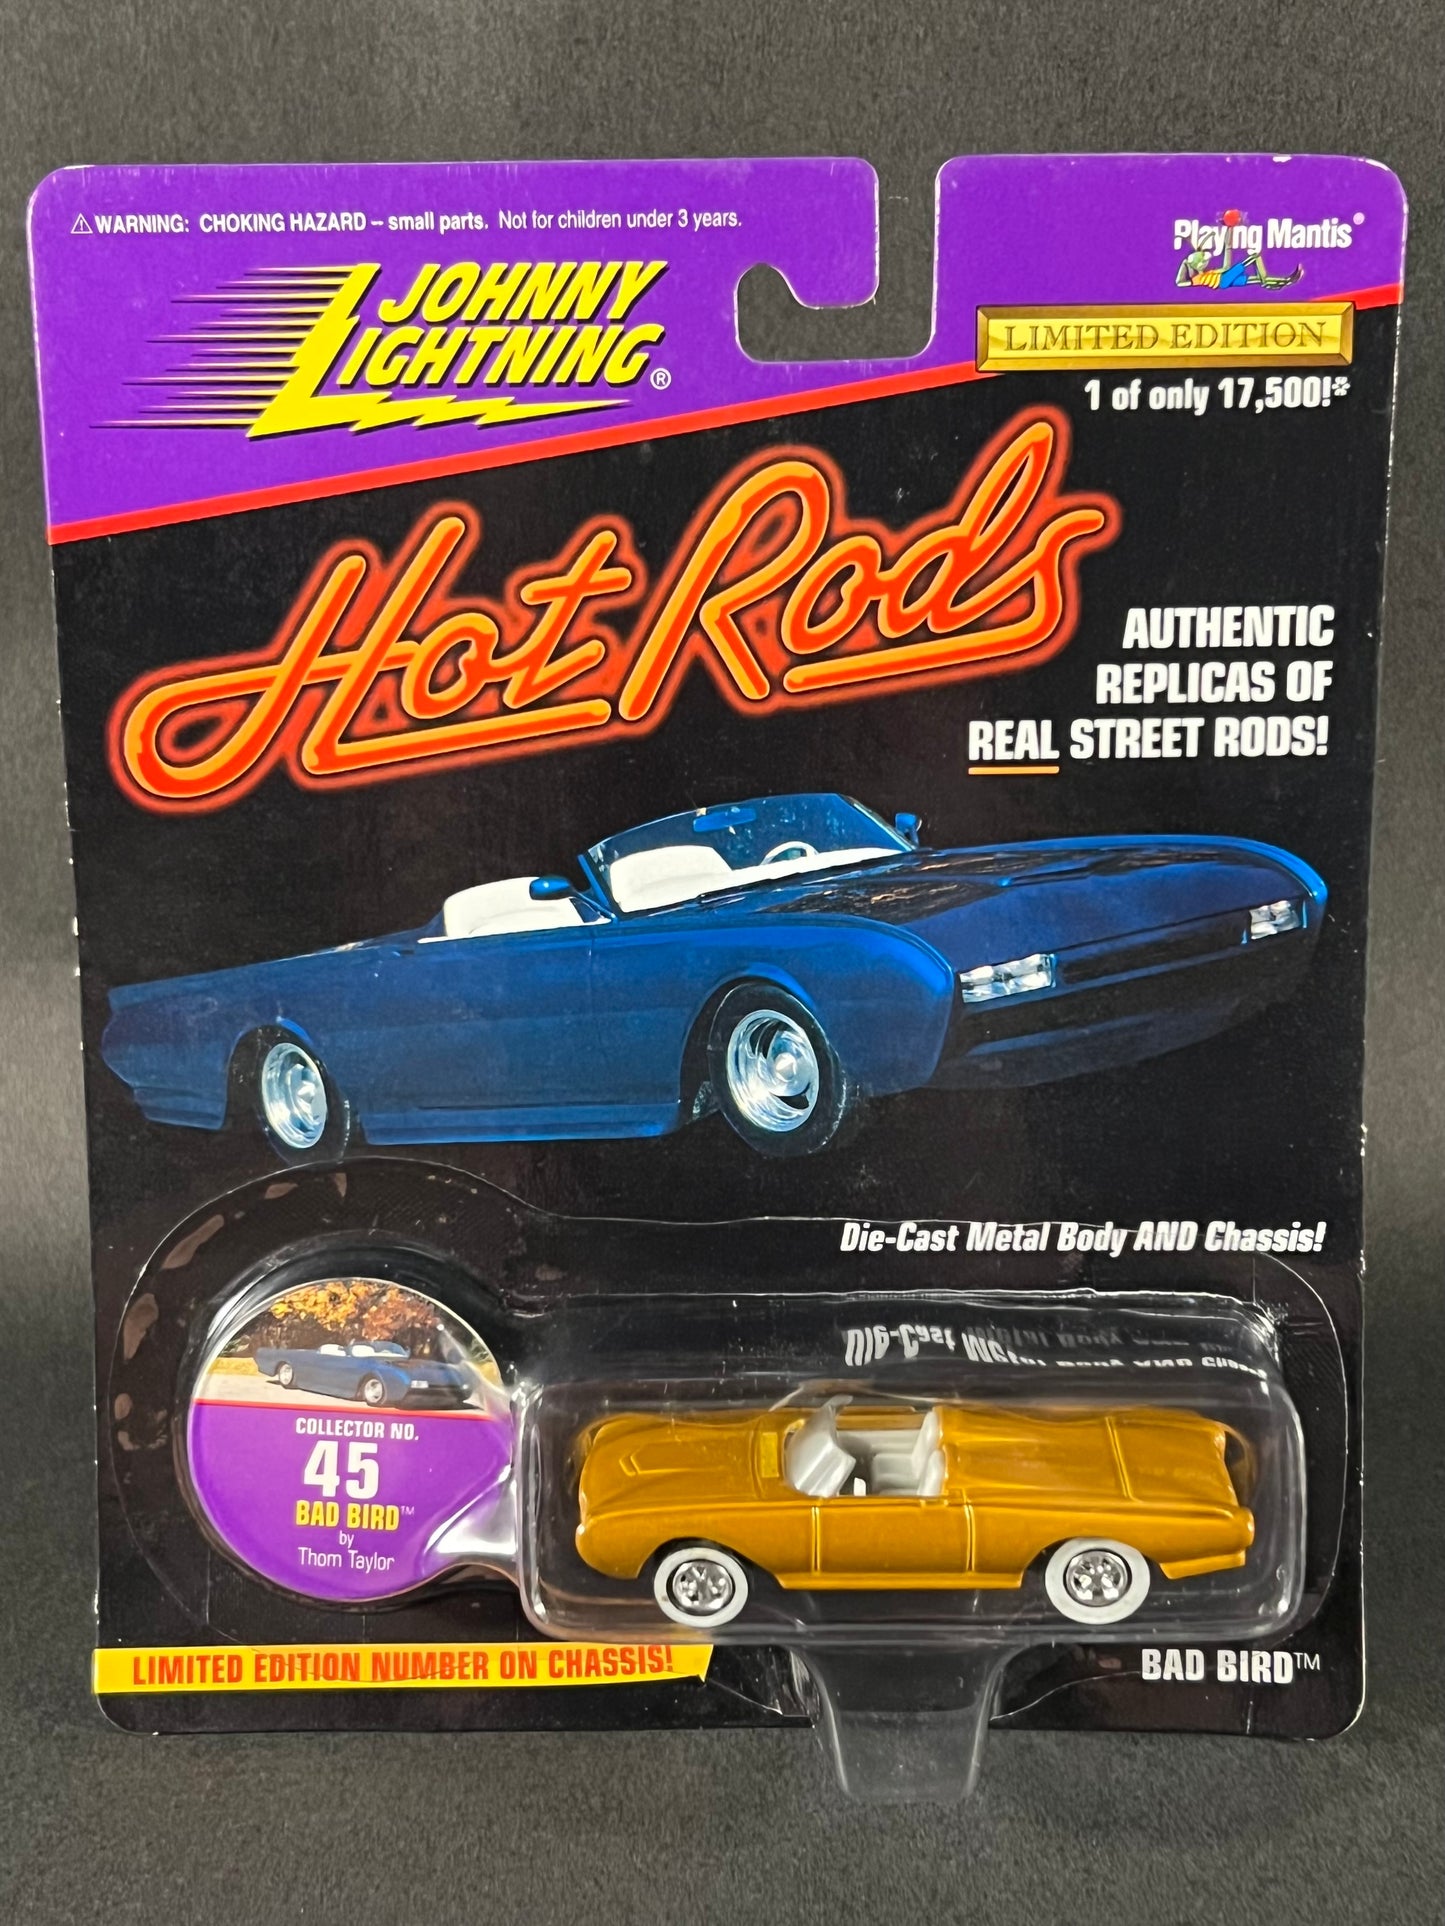 ⚠ WARNING: CHOKING HAZARD – small parts. Not for children under 3 years.
JOHNNY
LIGHTNING®
Playing Mantis®
LIMITED EDITION
1 of only 17,500!*
Hot Rods
AUTHENTIC
REPLICAS OF
REAL STREET RODS!
Die-Cast Metal Body AND Chassis!
COLLECTOR NO.
45
BAD BIRD™
by
Thom Taylor
LIMITED EDITION NUMBER ON CHASSIS!
BAD BIRD™